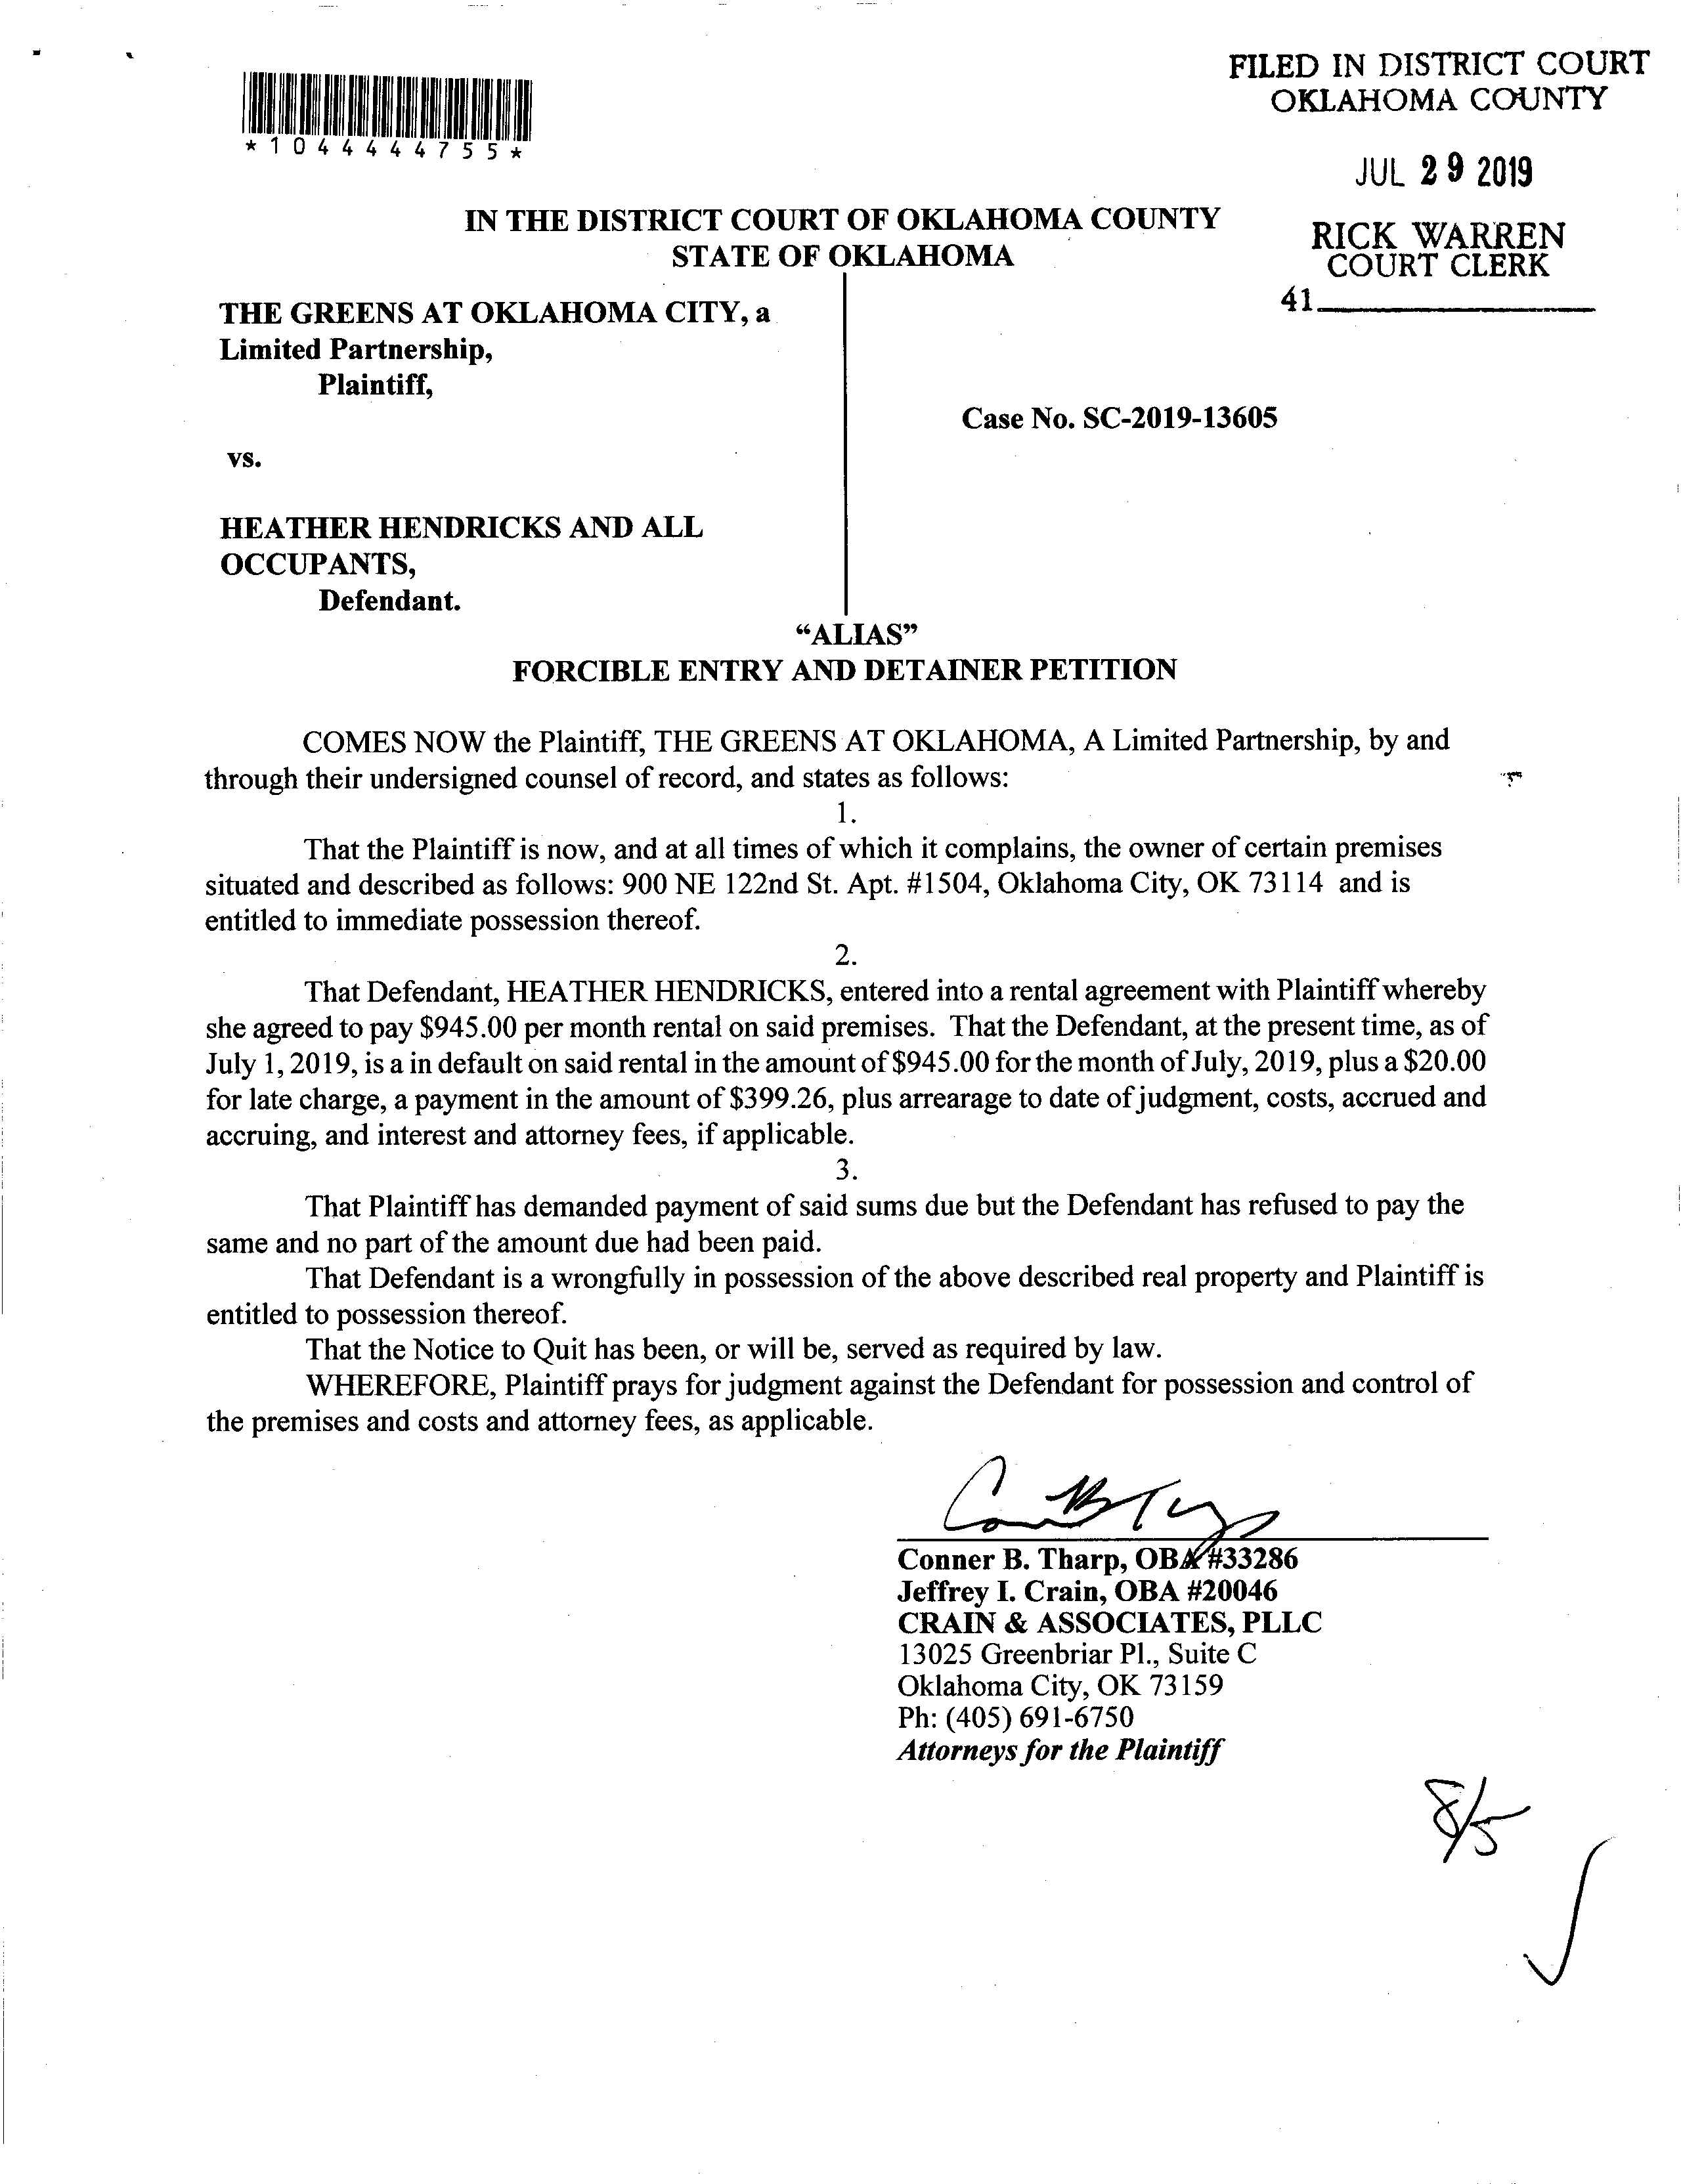 FILED IN DISTRICT COURT
OKLAHOMA COUNTY
*1044444755*
JUL 29 2019
IN THE DISTRICT COURT OF OKLAHOMA COUNTY
STATE OF OKLAHOMA
RICK WARREN
COURT CLERK
41
THE GREENS AT OKLAHOMA CITY, a
Limited Partnership,
Plaintiff,
Case No. SC-2019-13605
vs.
HEATHER HENDRICKS AND ALL
OCCUPANTS,
Defendant.
“ALIAS”
FORCIBLE ENTRY AND DETAINER PETITION
COMES NOW the Plaintiff, THE GREENS AT OKLAHOMA, A Limited Partnership, by and
through their undersigned counsel of record, and states as follows:
1.
That the Plaintiff is now, and at all times of which it complains, the owner of certain premises
situated and described as follows: 900 NE 122nd St. Apt. #1504, Oklahoma City, OK 73114 and is
entitled to immediate possession thereof.
2.
That Defendant, HEATHER HENDRICKS, entered into a rental agreement with Plaintiff whereby
she agreed to pay $945.00 per month rental on said premises. That the Defendant, at the present time, as of
July 1, 2019, is a in default on said rental in the amount of $945.00 for the month of July, 2019, plus a $20.00
for late charge, a payment in the amount of $399.26, plus arrearage to date of judgment, costs, accrued and
accruing, and interest and attorney fees, if applicable.
3.
That Plaintiff has demanded payment of said sums due but the Defendant has refused to pay the
same and no part of the amount due had been paid.
That Defendant is a wrongfully in possession of the above described real property and Plaintiff is
entitled to possession thereof.
That the Notice to Quit has been, or will be, served as required by law.
WHEREFORE, Plaintiff prays for judgment against the Defendant for possession and control of
the premises and costs and attorney fees, as applicable.
Conner B. Tharp, OBA #33286
Jeffrey I. Crain, OBA #20046
CRAIN & ASSOCIATES, PLLC
13025 Greenbriar Pl., Suite C
Oklahoma City, OK 73159
Ph: (405) 691-6750
Attorneys for the Plaintiff
8/5